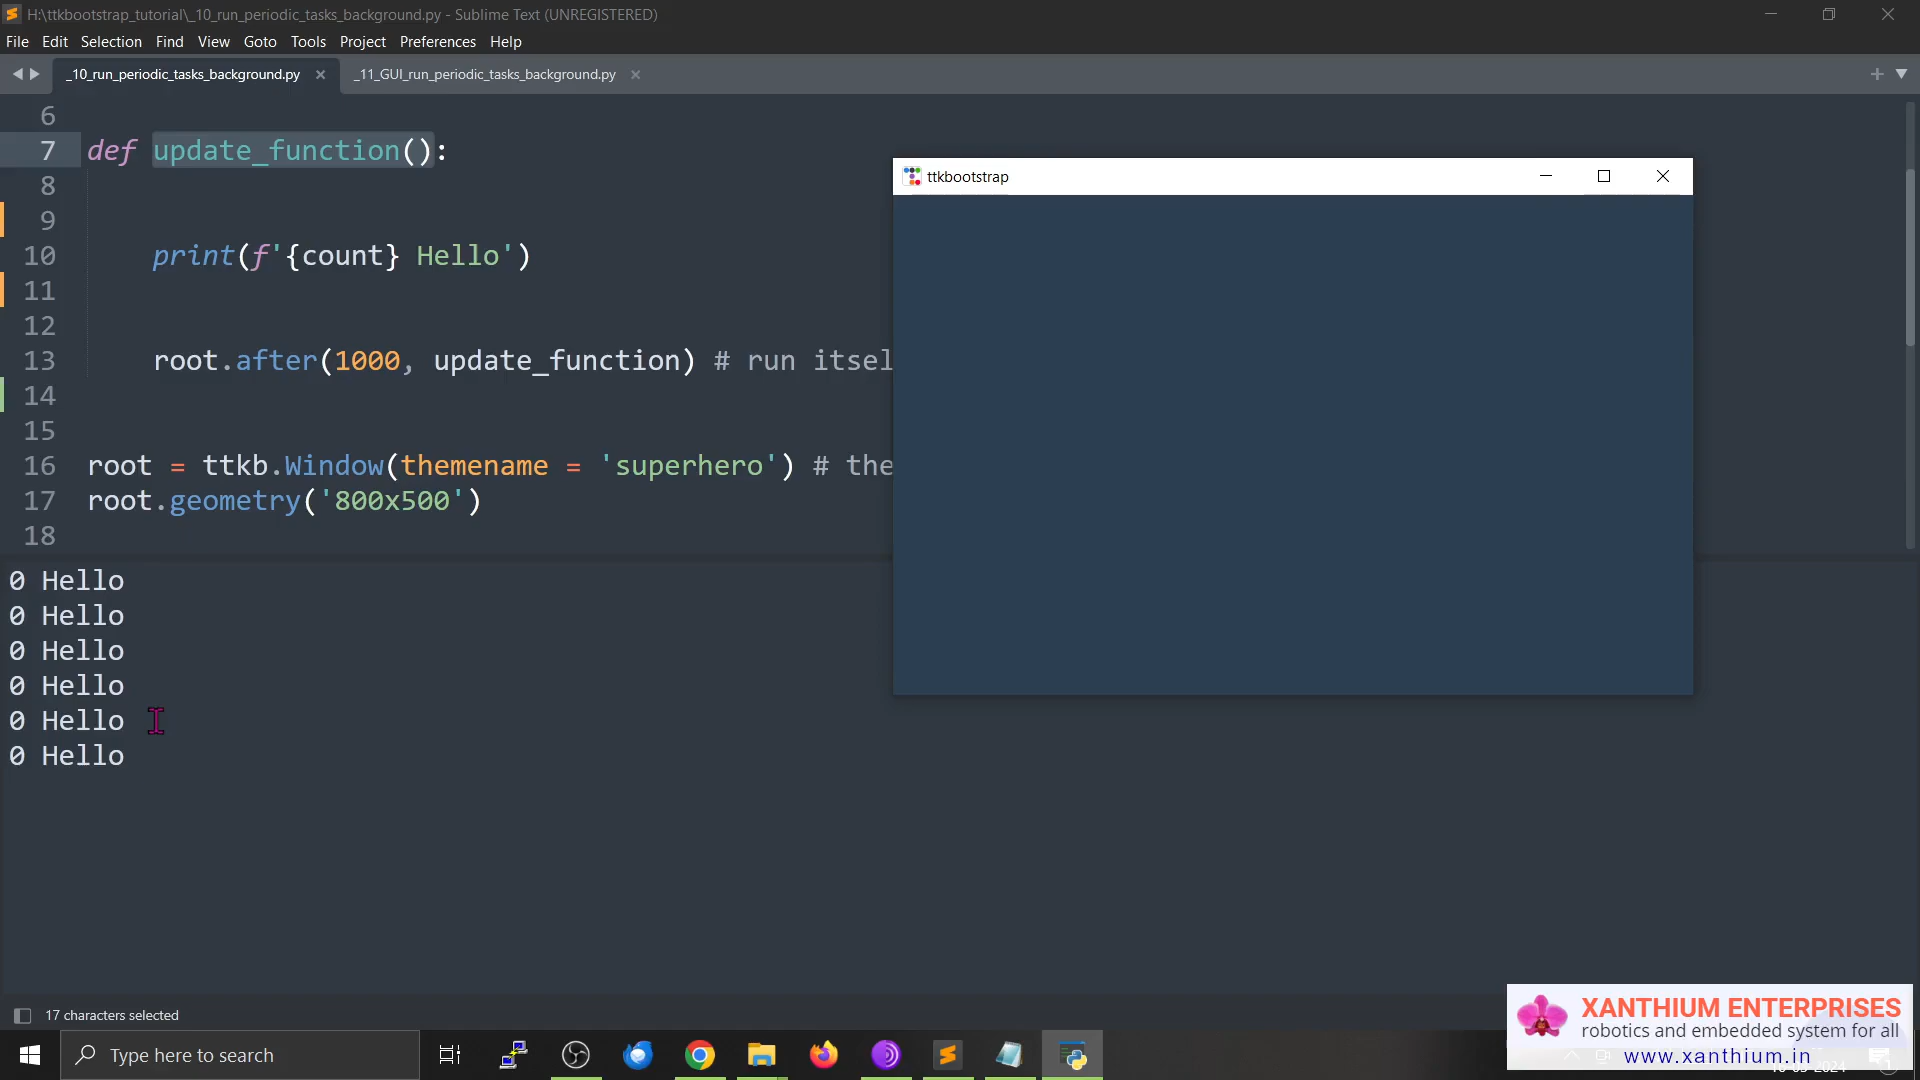 H:\ttkbootstrap_tutorial\_10_run_periodic_tasks_background.py - Sublime Text (UNREGISTERED)
File Edit Selection Find View Goto Tools Project Preferences Help
_10_run_periodic_tasks_background.py
_11_GUI_run_periodic_tasks_background.py
6
7 def update_function():
8
9
10 print(f'{count} Hello')
11
12
13 root.after(1000, update_function) # run itsel
14
15
16 root = ttkb.Window(themename = 'superhero') # the
17 root.geometry('800x500')
18
ttkbootstrap
0 Hello
0 Hello
0 Hello
0 Hello
0 Hello
0 Hello
17 characters selected
Type here to search
XANTHIUM ENTERPRISES
robotics and embedded system for all
www.xanthium.in